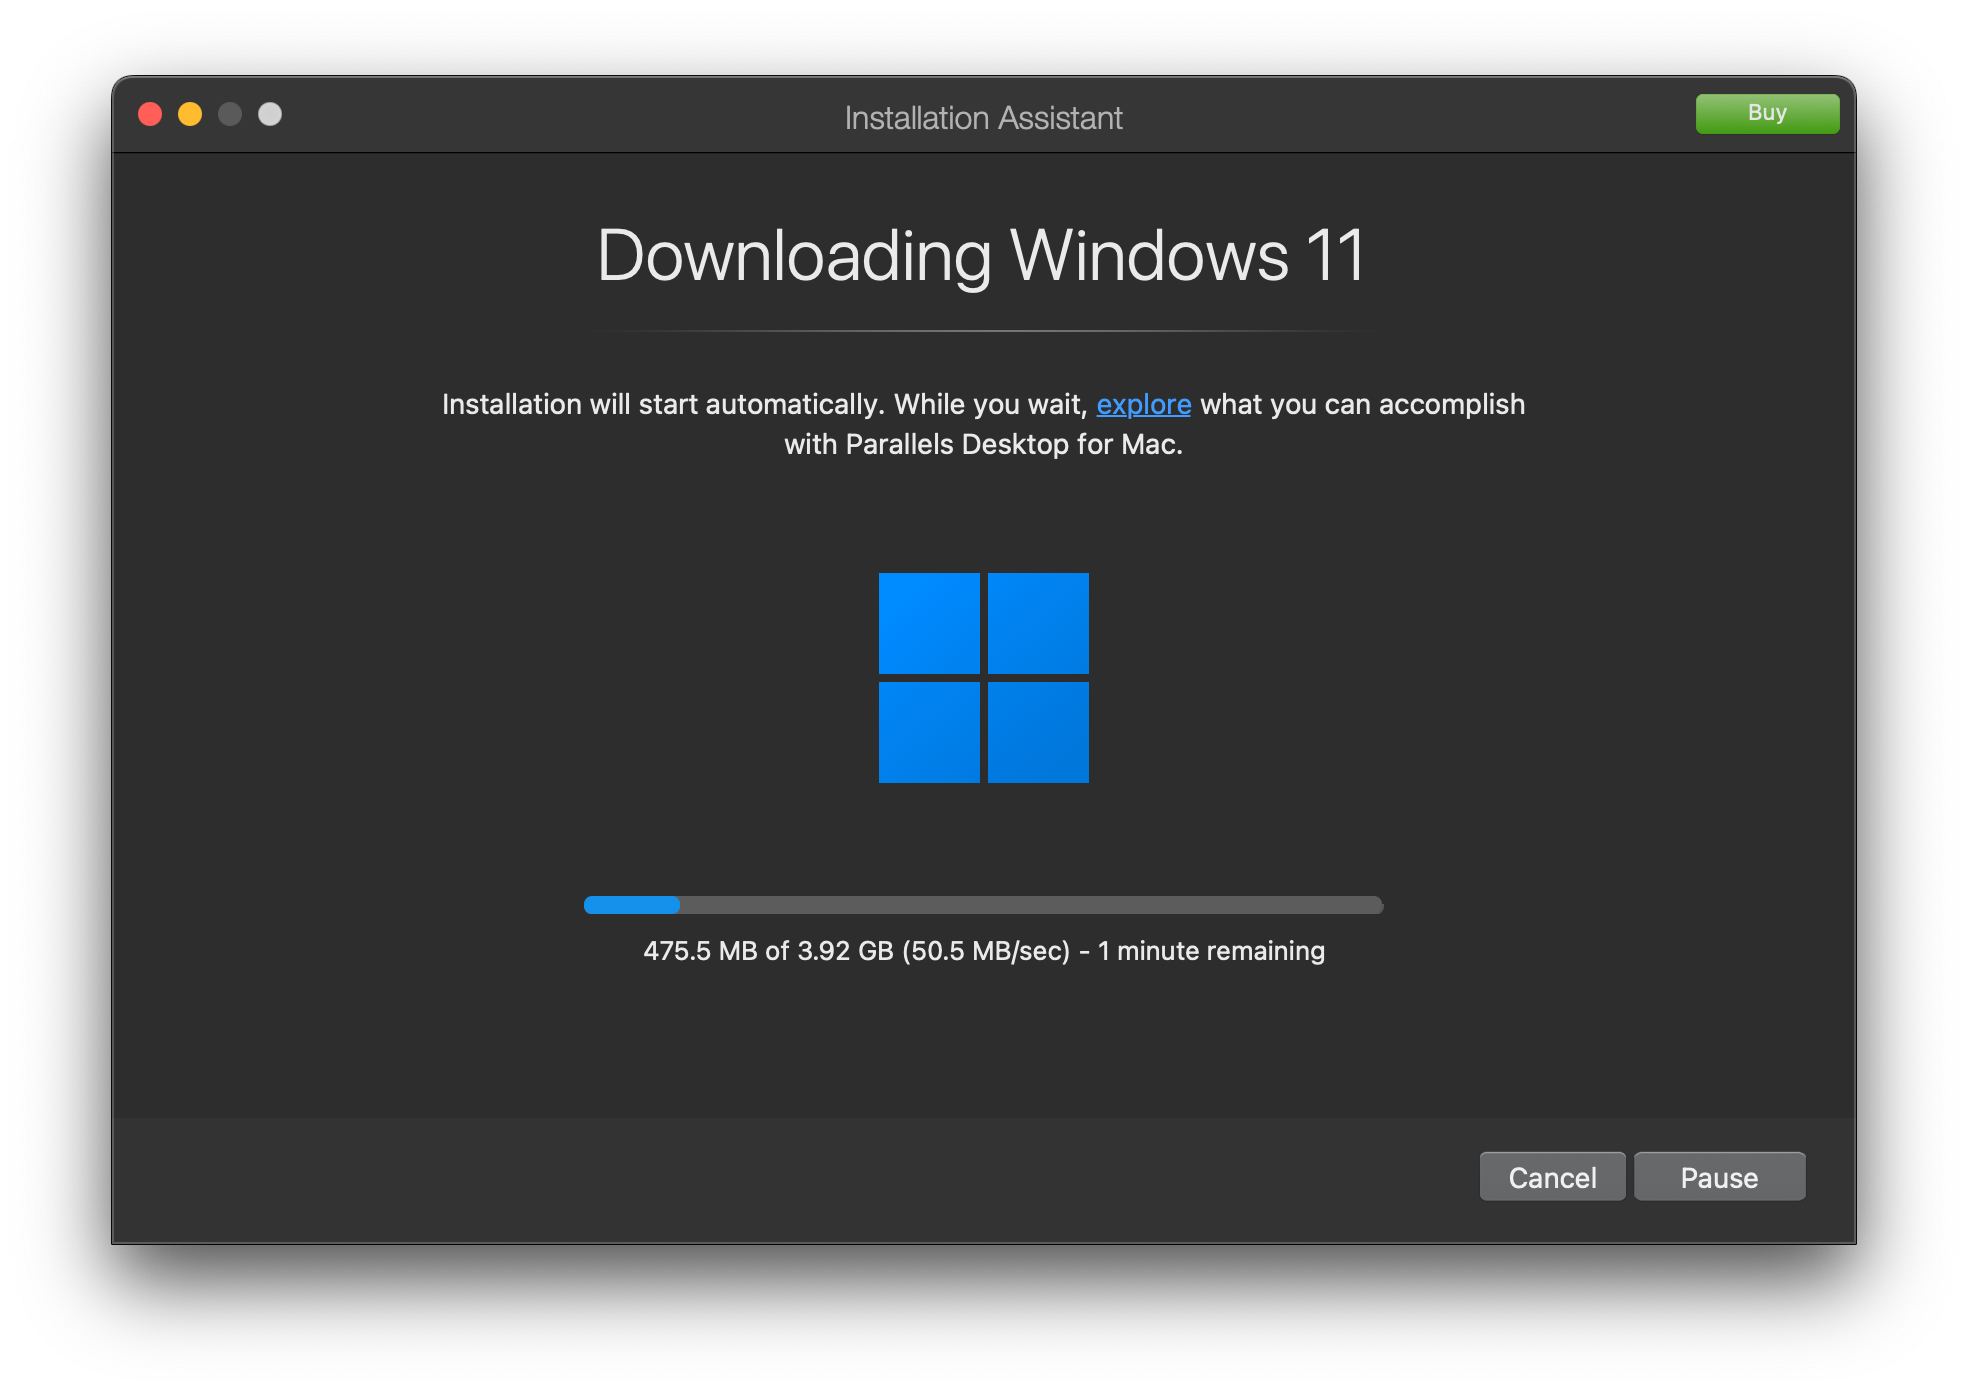 Installation Assistant
Buy
Downloading Windows 11
Installation will start automatically. While you wait, explore what you can accomplish
with Parallels Desktop for Mac.
475.5 MB of 3.92 GB (50.5 MB/sec) - 1 minute remaining
Cancel
Pause